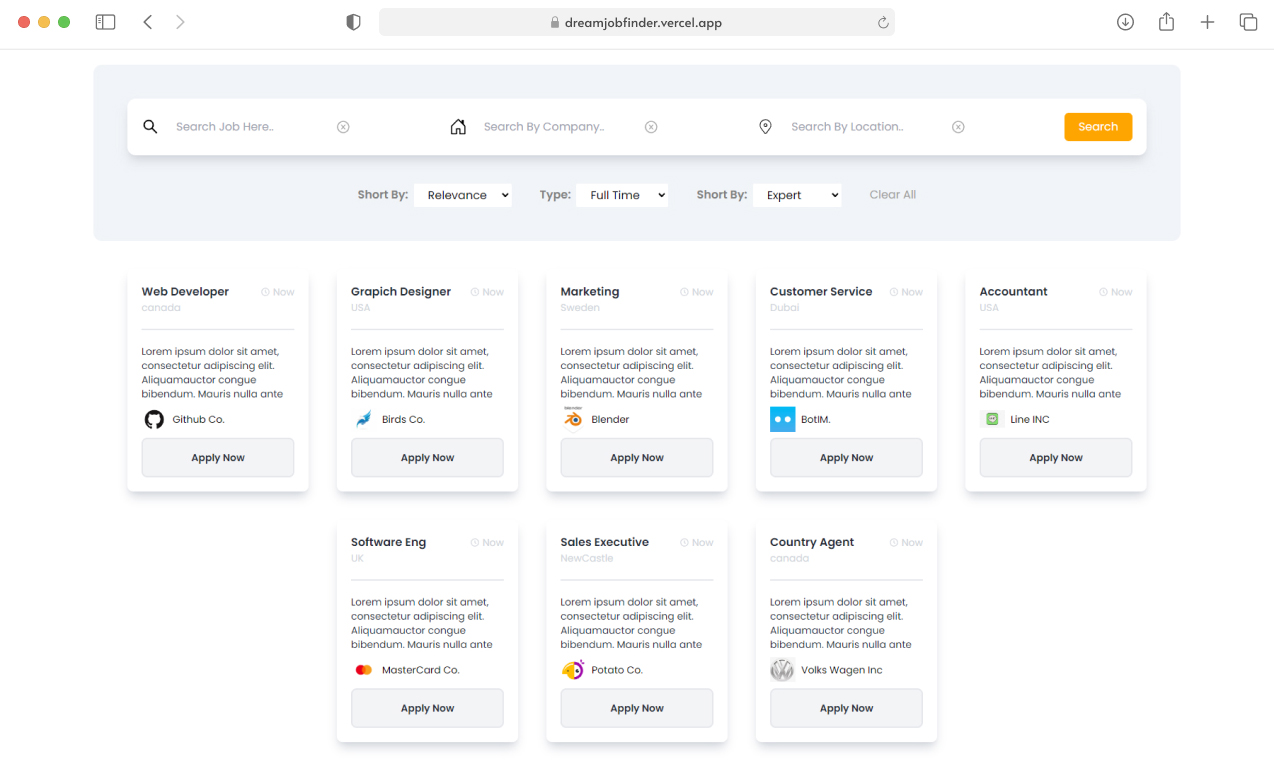 dreamjobfinder.vercel.app
Search Job Here.. Search By Company.. Search By Location.. Search
Short By: Relevance Type: Full Time Short By: Expert Clear All
Web Developer Now
canada
Lorem ipsum dolor sit amet,
consectetur adipiscing elit.
Aliquamauctor congue
bibendum. Mauris nulla ante
Github Co.
Apply Now
Grapich Designer Now
USA
Lorem ipsum dolor sit amet,
consectetur adipiscing elit.
Aliquamauctor congue
bibendum. Mauris nulla ante
Birds Co.
Apply Now
Marketing Now
Sweden
Lorem ipsum dolor sit amet,
consectetur adipiscing elit.
Aliquamauctor congue
bibendum. Mauris nulla ante
Blender
Apply Now
Customer Service Now
Dubai
Lorem ipsum dolor sit amet,
consectetur adipiscing elit.
Aliquamauctor congue
bibendum. Mauris nulla ante
BotIM.
Apply Now
Accountant Now
USA
Lorem ipsum dolor sit amet,
consectetur adipiscing elit.
Aliquamauctor congue
bibendum. Mauris nulla ante
Line INC
Apply Now
Software Eng Now
UK
Lorem ipsum dolor sit amet,
consectetur adipiscing elit.
Aliquamauctor congue
bibendum. Mauris nulla ante
MasterCard Co.
Apply Now
Sales Executive Now
NewCastle
Lorem ipsum dolor sit amet,
consectetur adipiscing elit.
Aliquamauctor congue
bibendum. Mauris nulla ante
Potato Co.
Apply Now
Country Agent Now
canada
Lorem ipsum dolor sit amet,
consectetur adipiscing elit.
Aliquamauctor congue
bibendum. Mauris nulla ante
Volks Wagen Inc
Apply Now